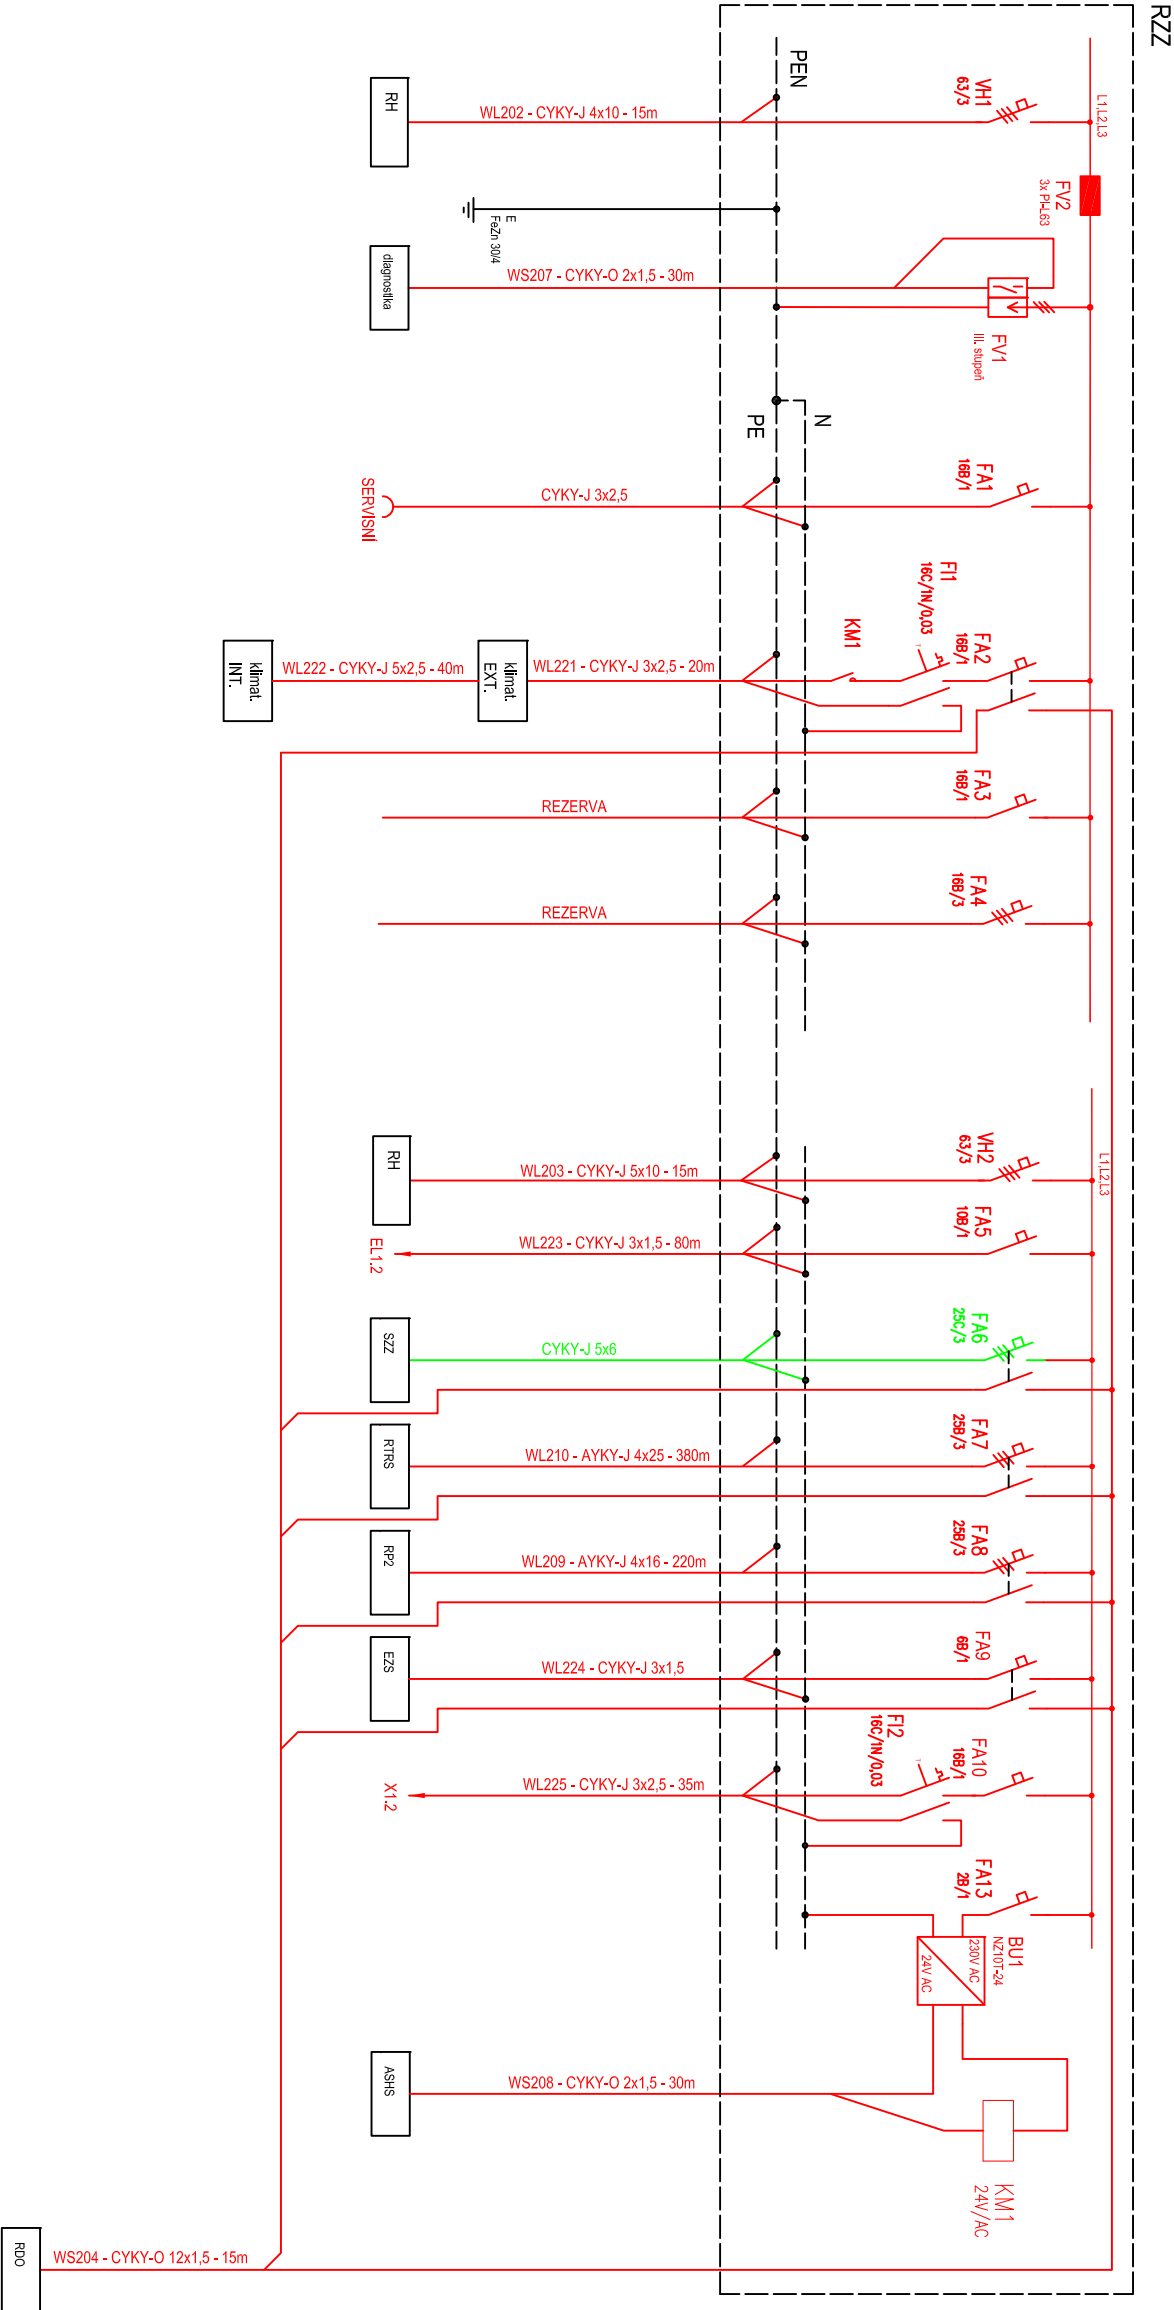 RZZ
L1,L2,L3
VH1
63/3
PEN
WL202 - CYKY-J 4x10 - 15m
RH
FV2
3x PI-L63
E
FeZn 30/4
FV1
III. stupeň
WS207 - CYKY-O 2x1,5 - 30m
diagnostika
N
PE
FA1
16B/1
CYKY-J 3x2,5
SERVISNÍ
FA2
16B/1
FI1
16C/1N/0,03
KM1
WL221 - CYKY-J 3x2,5 - 20m
klimat.
EXT.
WL222 - CYKY-J 5x2,5 - 40m
klimat.
INT.
FA3
16B/1
REZERVA
FA4
16B/3
REZERVA
L1,L2,L3
VH2
63/3
WL203 - CYKY-J 5x10 - 15m
RH
FA5
10B/1
WL223 - CYKY-J 3x1,5 - 80m
EL1.2
FA6
25C/3
CYKY-J 5x6
SZZ
FA7
25B/3
WL210 - AYKY-J 4x25 - 380m
RTRS
FA8
25B/3
WL209 - AYKY-J 4x16 - 220m
RP2
FA9
6B/1
WL224 - CYKY-J 3x1,5
EZS
FA10
16B/1
FI2
16C/1N/0,03
WL225 - CYKY-J 3x2,5 - 35m
X1.2
FA13
2B/1
BU1
NZ10T-24
230V AC
24V AC
WS208 - CYKY-O 2x1,5 - 30m
ASHS
KM1
24V/AC
WS204 - CYKY-O 12x1,5 - 15m
RDO